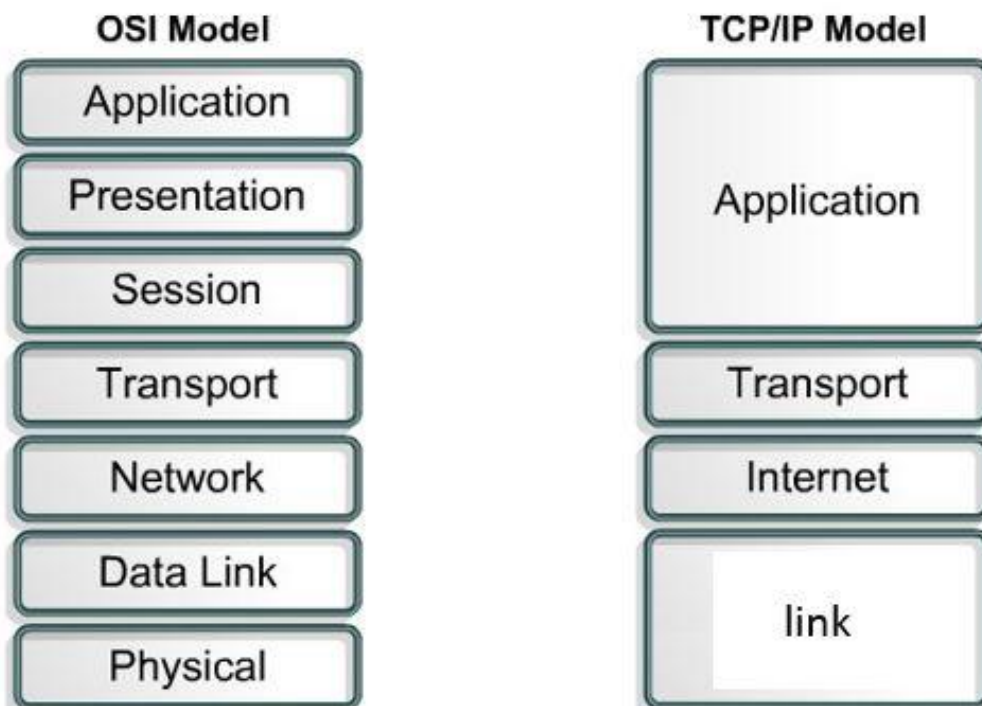 OSI Model
Application
Presentation
Session
Transport
Network
Data Link
Physical
TCP/IP Model
Application
Transport
Internet
link